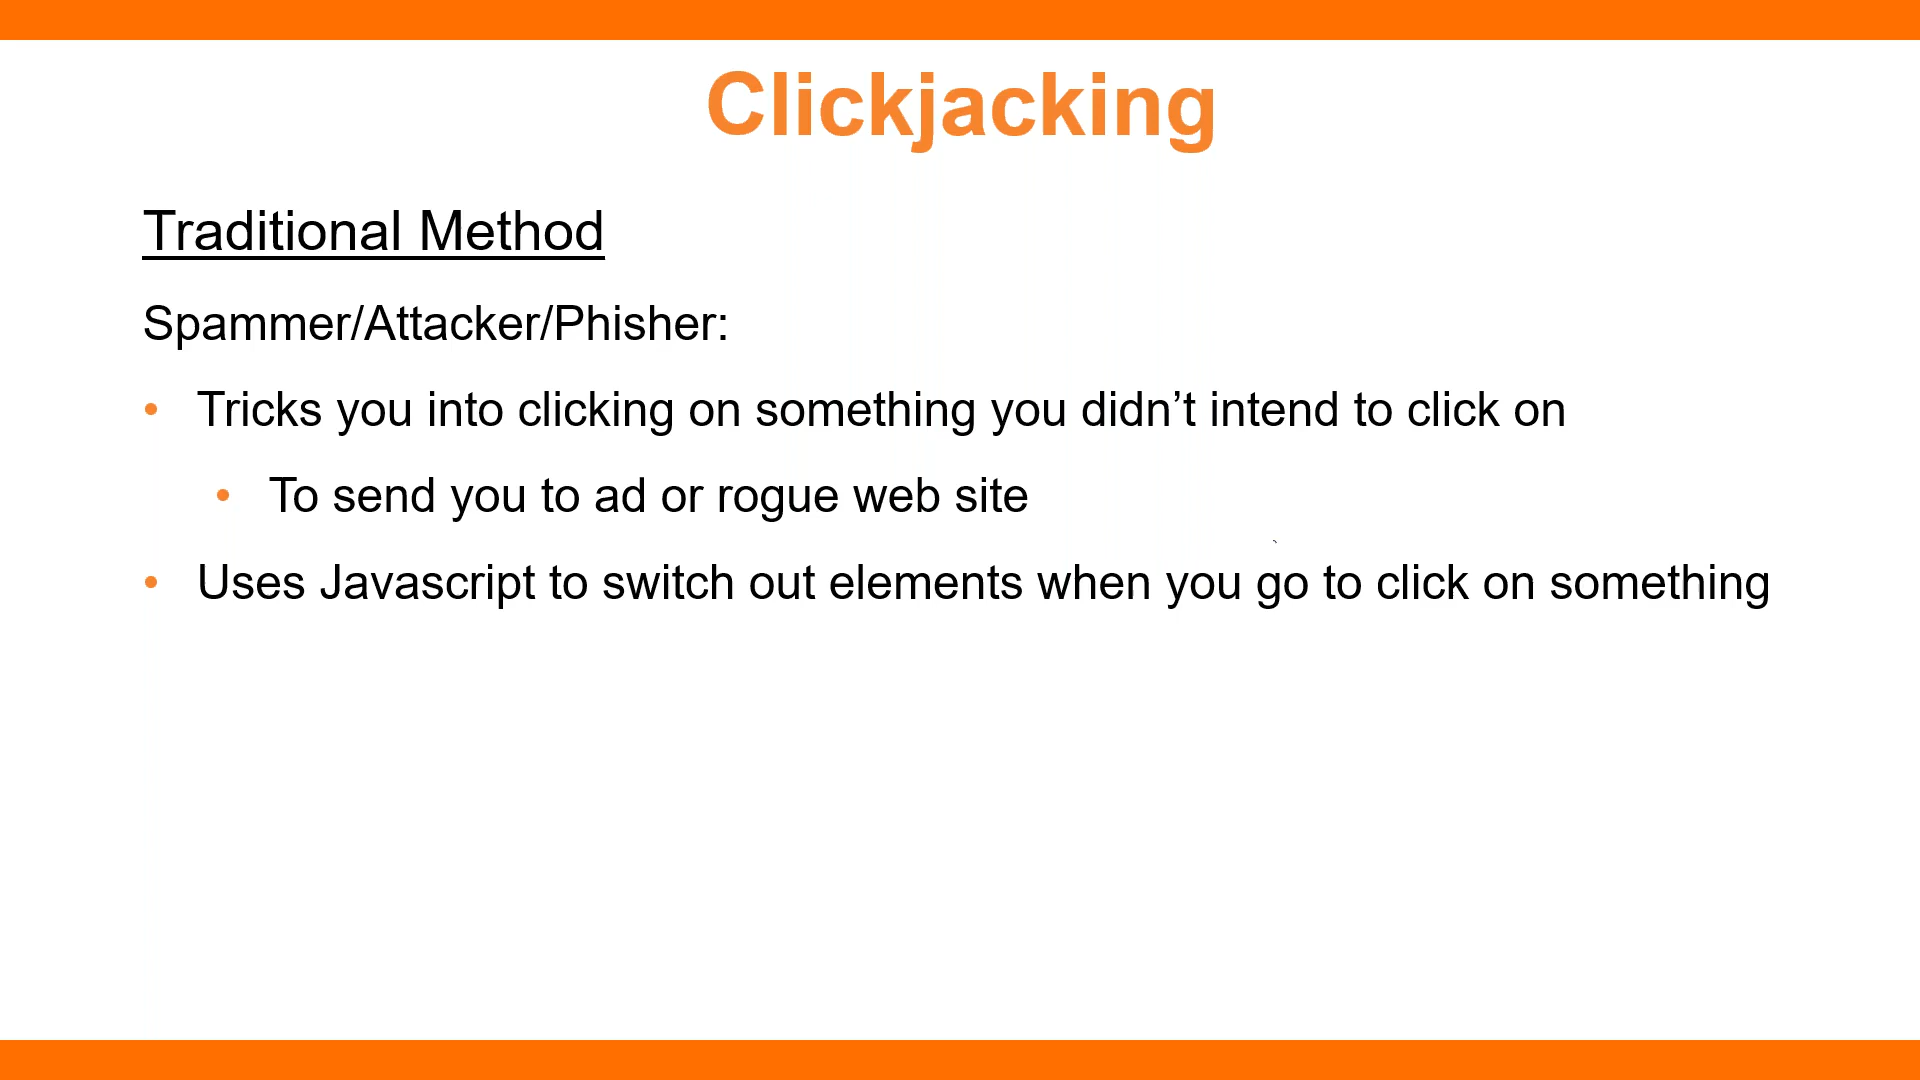 Clickjacking
Traditional Method
Spammer/Attacker/Phisher:
• Tricks you into clicking on something you didn’t intend to click on
• To send you to ad or rogue web site
• Uses Javascript to switch out elements when you go to click on something